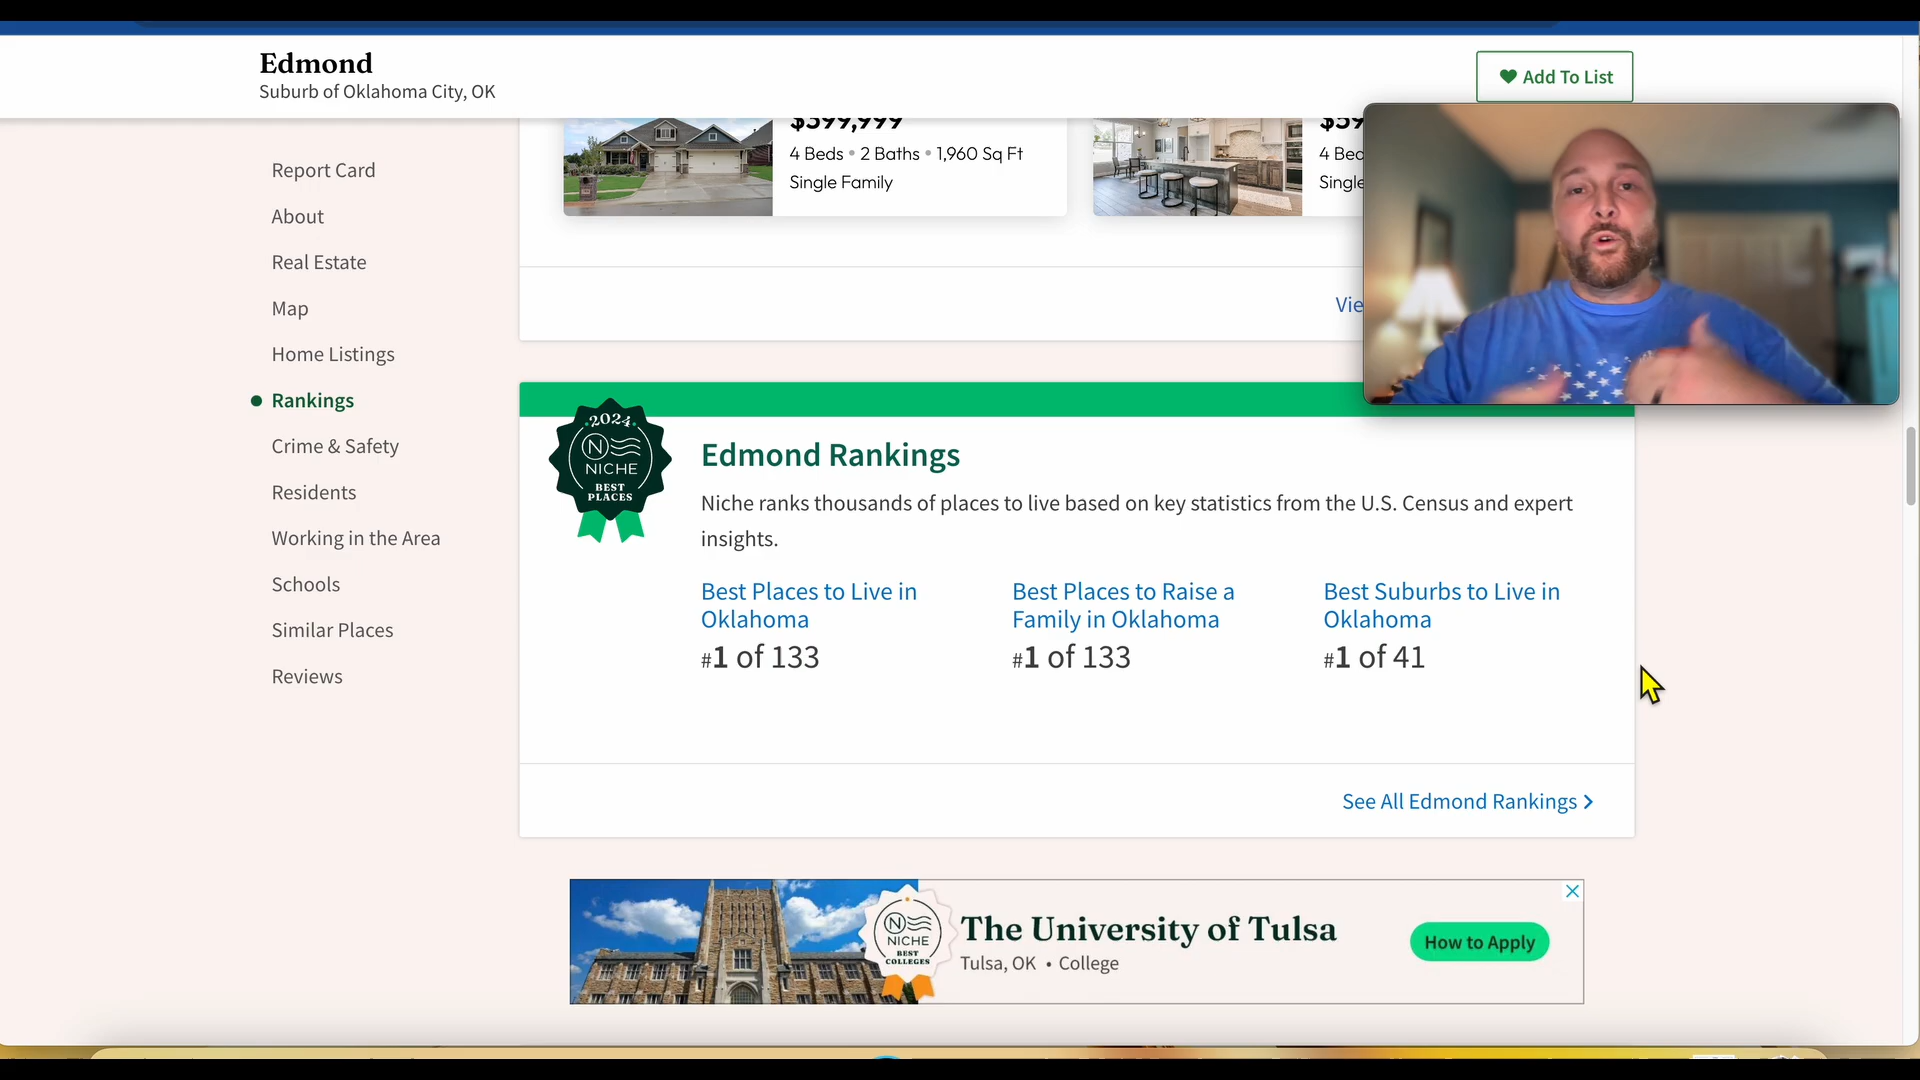 Edmond
Suburb of Oklahoma City, OK
Add To List
Report Card
About
Real Estate
Map
Home Listings
Rankings
Crime & Safety
Residents
Working in the Area
Schools
Similar Places
Reviews
$399,999
4 Beds • 2 Baths • 1,960 Sq Ft
Single Family
2024
N
NICHE
BEST
PLACES
Edmond Rankings
Niche ranks thousands of places to live based on key statistics from the U.S. Census and expert
insights.
Best Places to Live in
Oklahoma
#1 of 133
Best Places to Raise a
Family in Oklahoma
#1 of 133
Best Suburbs to Live in
Oklahoma
#1 of 41
See All Edmond Rankings
N
NICHE
BEST
COLLEGES
The University of Tulsa
Tulsa, OK • College
How to Apply